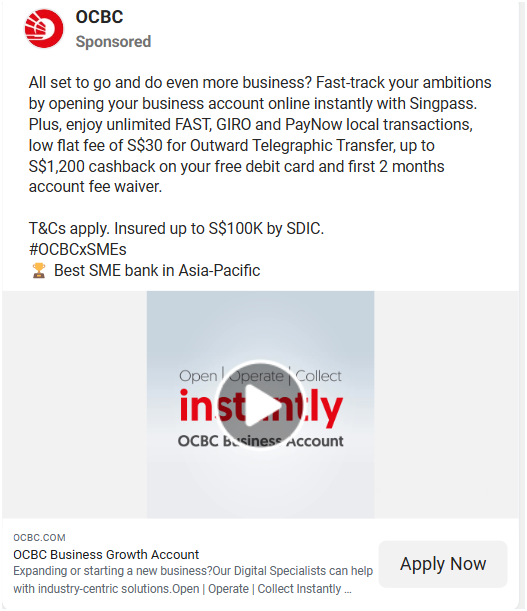 OCBC
Sponsored
All set to go and do even more business? Fast-track your ambitions
by opening your business account online instantly with Singpass.
Plus, enjoy unlimited FAST, GIRO and PayNow local transactions,
low flat fee of S$30 for Outward Telegraphic Transfer, up to
S$1,200 cashback on your free debit card and first 2 months
account fee waiver.
T&Cs apply. Insured up to S$100K by SDIC.
#OCBCxSMEs
🏆 Best SME bank in Asia-Pacific
Open | Operate | Collect
instantly
OCBC Business Account
OCBC.COM
OCBC Business Growth Account
Expanding or starting a new business?Our Digital Specialists can help
with industry-centric solutions.Open | Operate | Collect Instantly ...
Apply Now